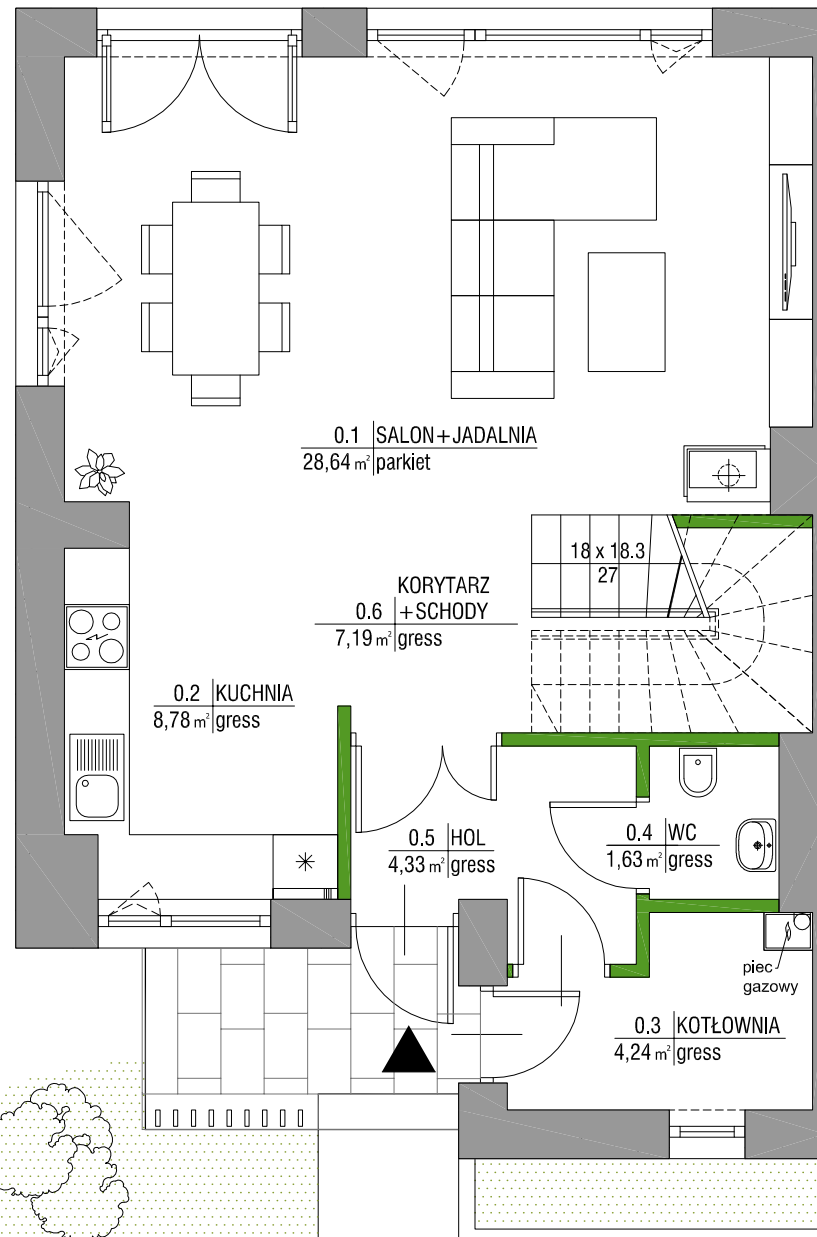 0.1 SALON+JADALNIA
28,64 m² parkiet
18 x 18.3
27
KORYTARZ
0.6 +SCHODY
7,19 m² gress
0.2 KUCHNIA
8,78 m² gress
0.5 HOL
4,33 m² gress
0.4 WC
1,63 m² gress
piec
gazowy
0.3 KOTŁOWNIA
4,24 m² gress